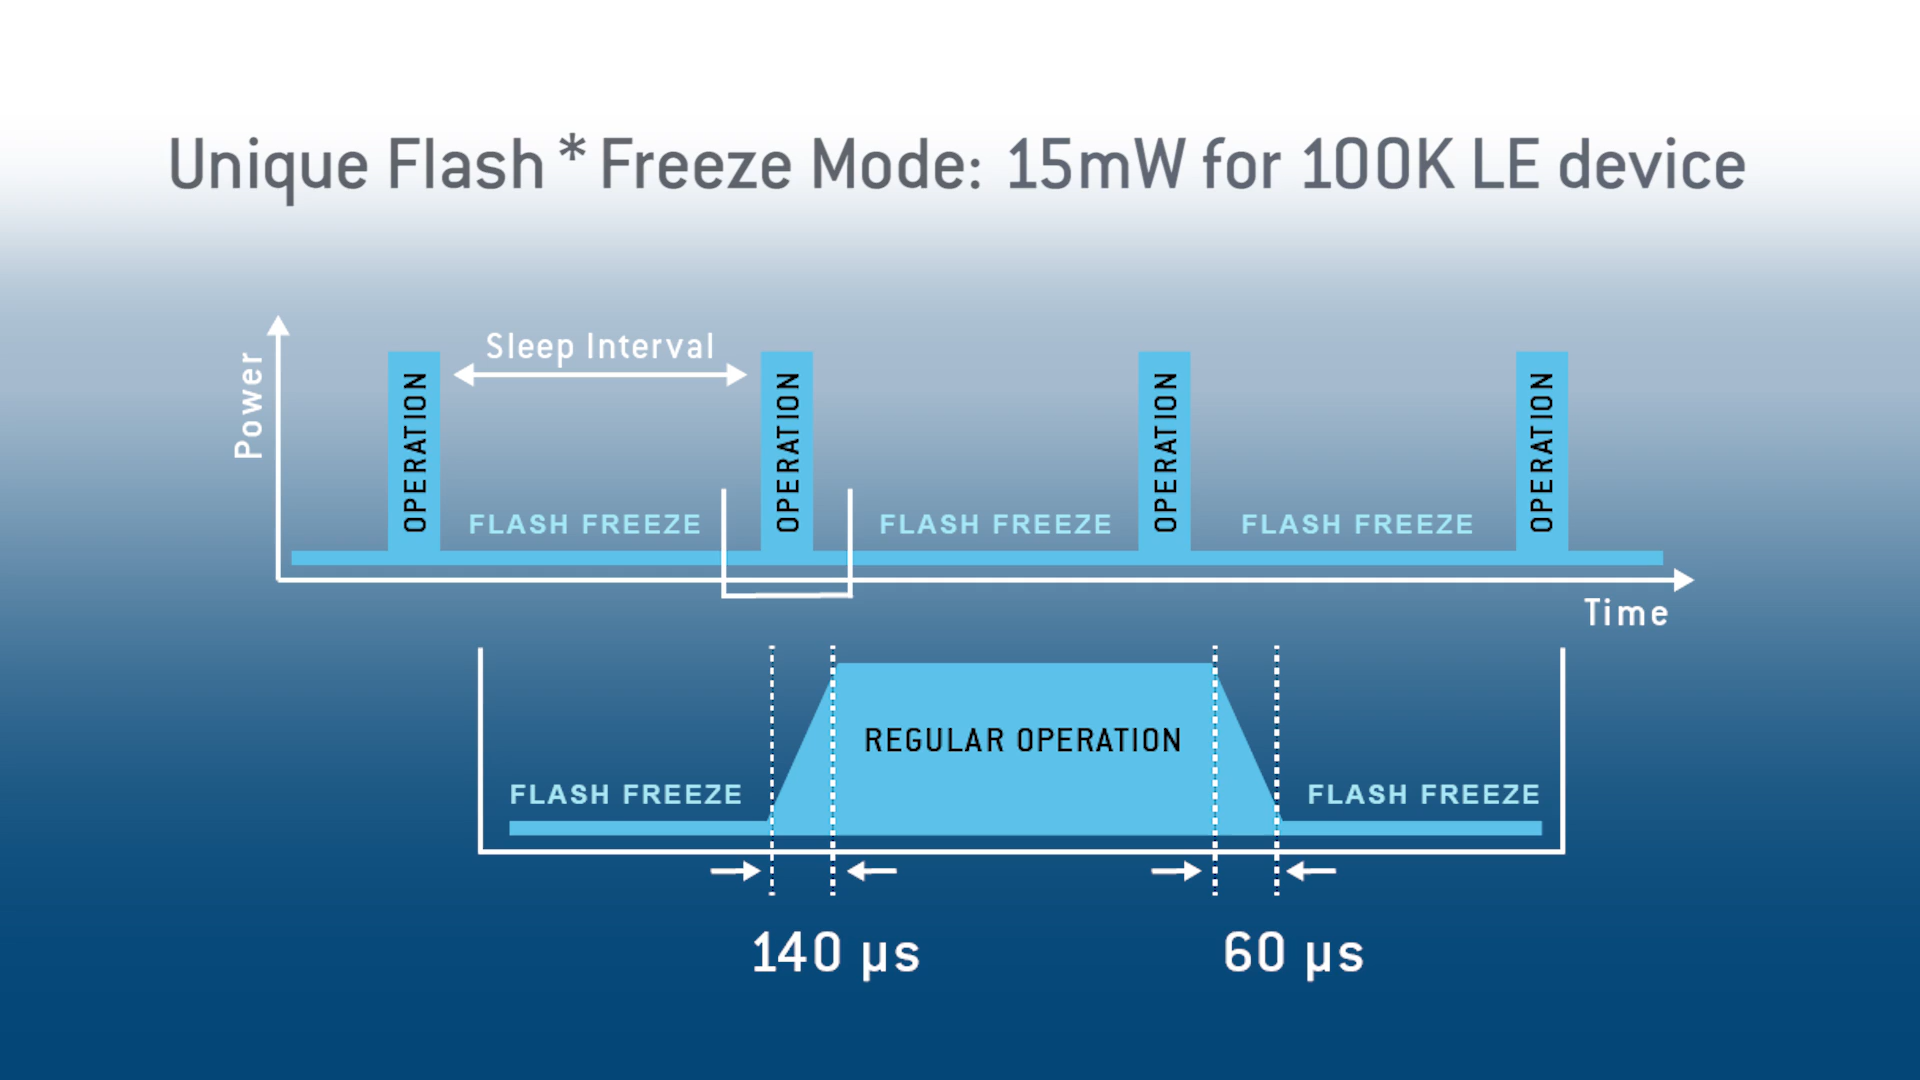 Unique Flash * Freeze Mode: 15mW for 100K LE device
Power
Sleep Interval
OPERATION
OPERATION
OPERATION
OPERATION
FLASH FREEZE
FLASH FREEZE
FLASH FREEZE
Time
REGULAR OPERATION
FLASH FREEZE
FLASH FREEZE
140 µs
60 µs